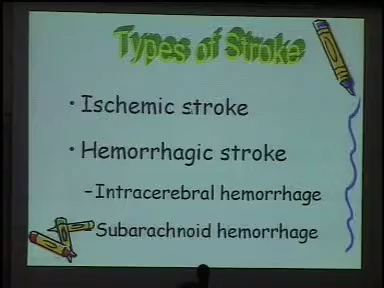 Types of Stroke
• Ischemic stroke
• Hemorrhagic stroke
–Intracerebral hemorrhage
Subarachnoid hemorrhage